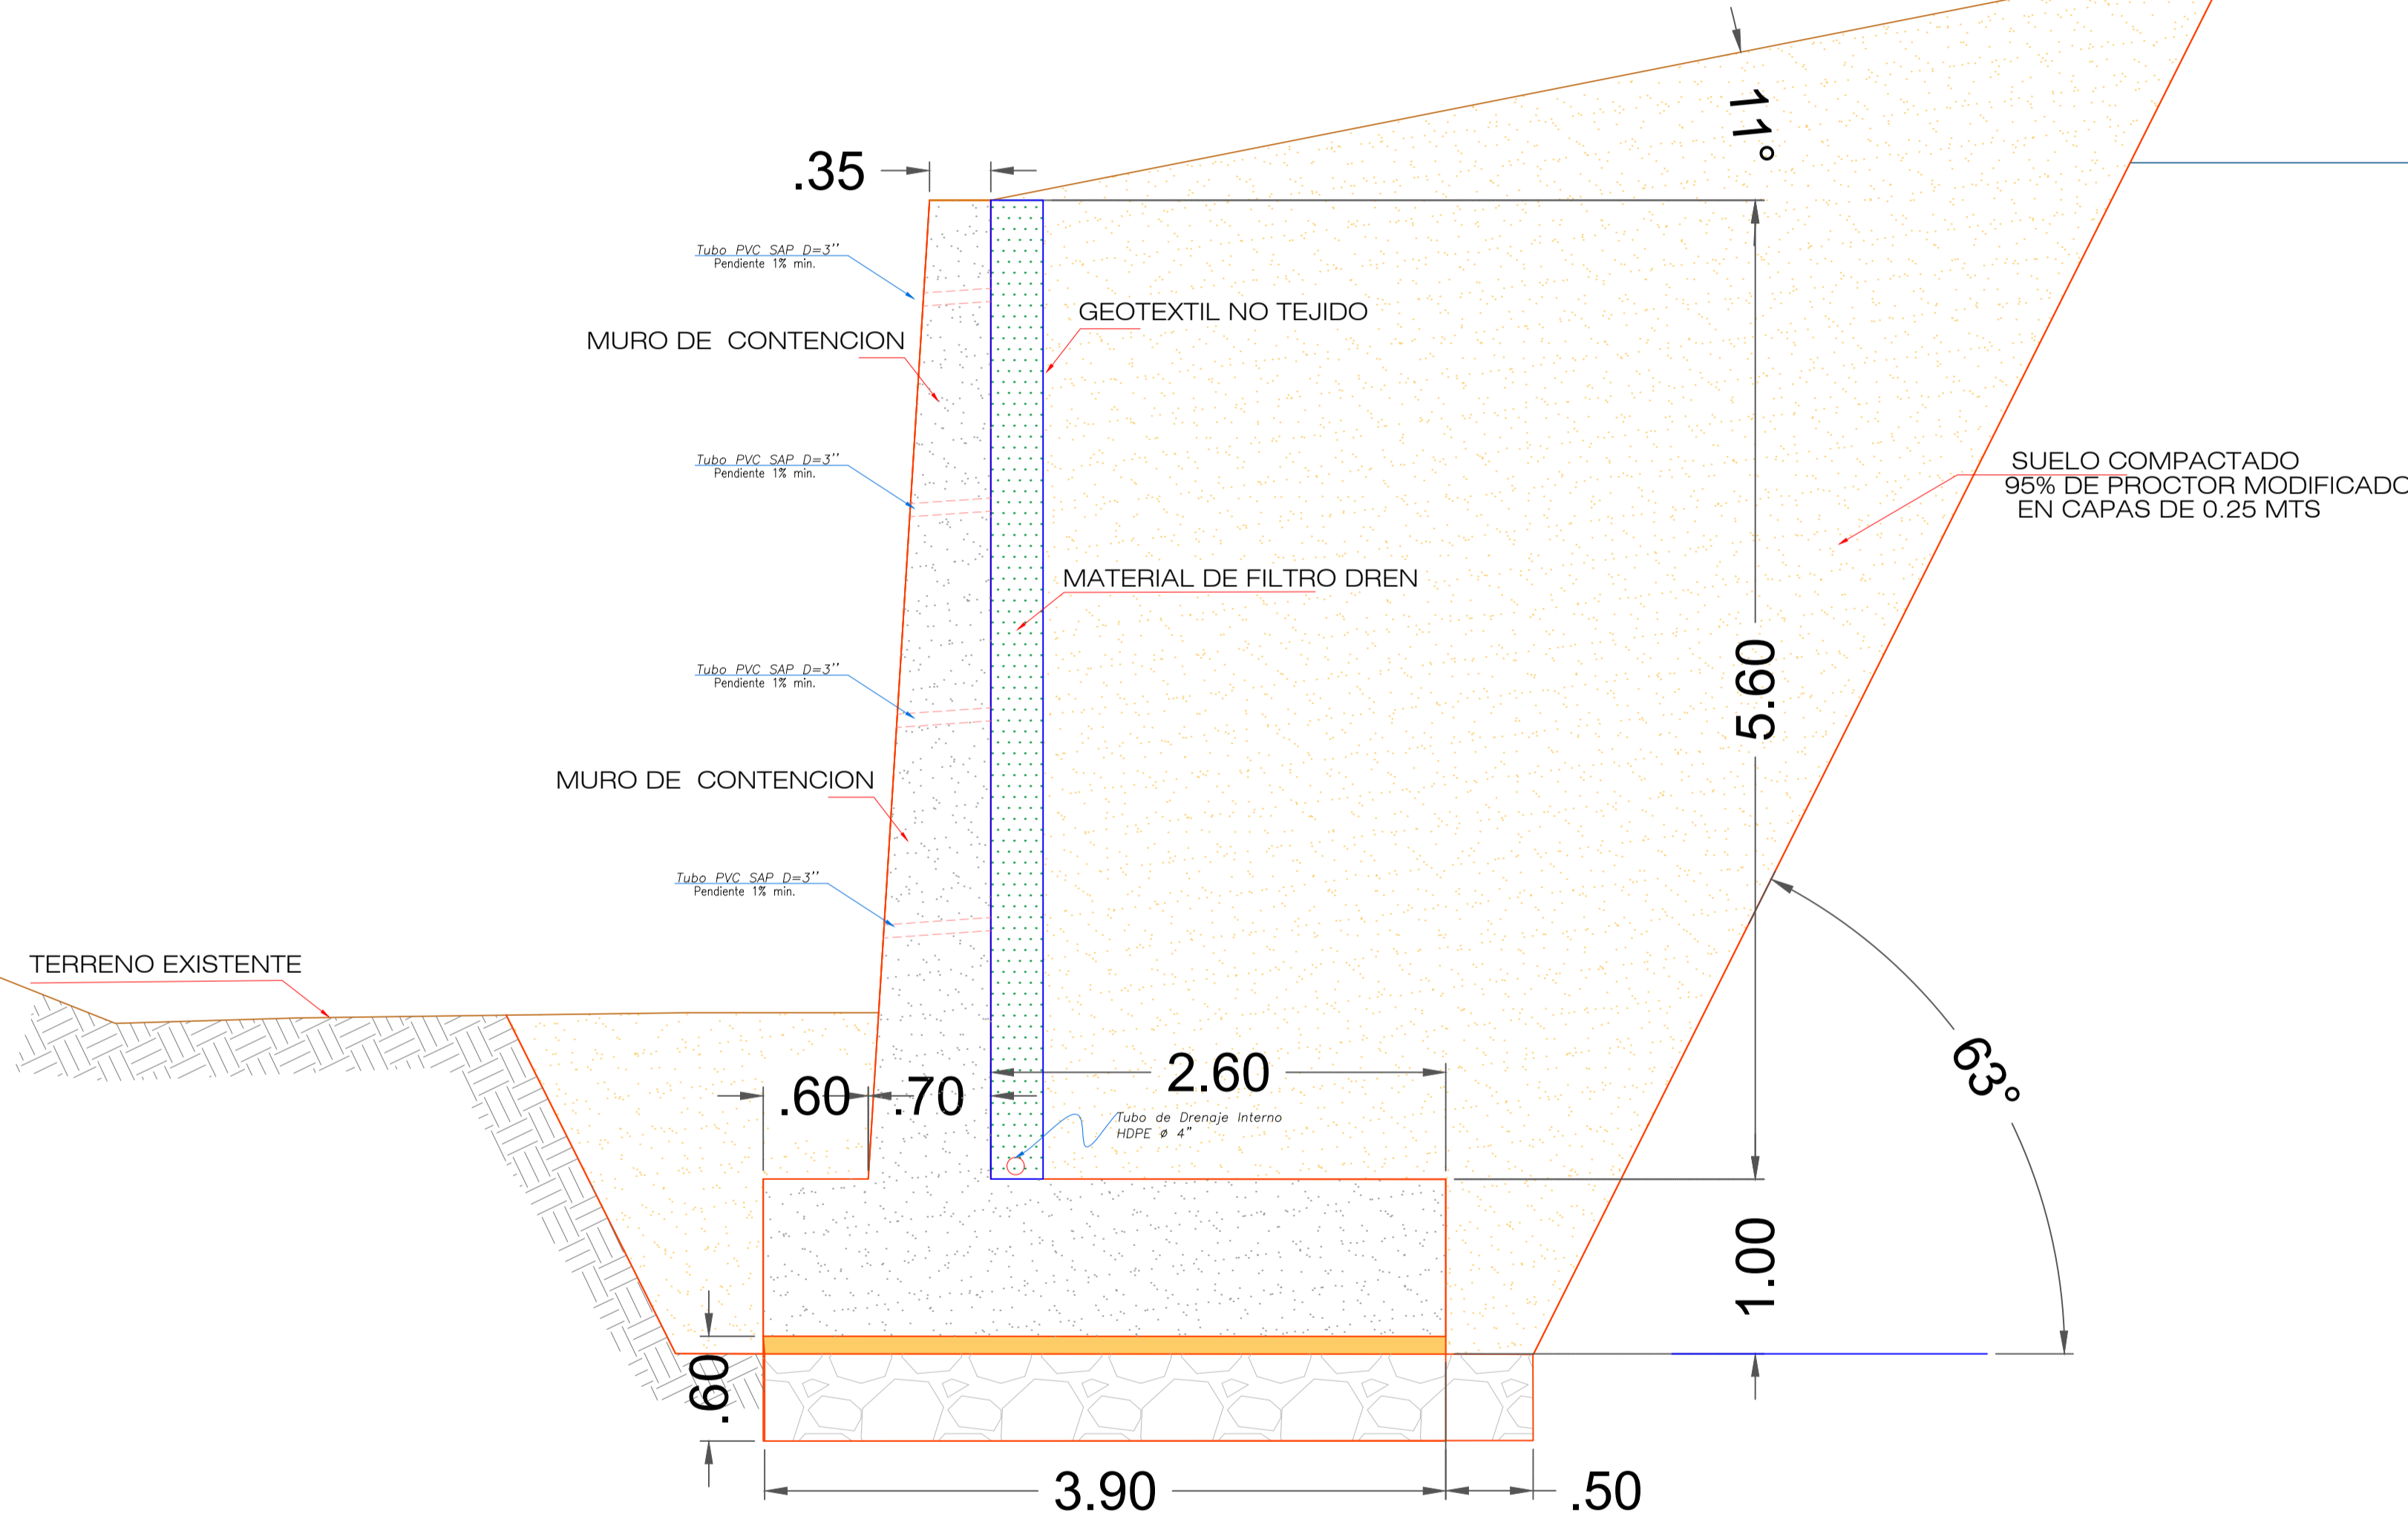 11°
.35
Tubo PVC SAP D=3''
Pendiente 1% min.
GEOTEXTIL NO TEJIDO
MURO DE CONTENCION
Tubo PVC SAP D=3''
Pendiente 1% min.
SUELO COMPACTADO
95% DE PROCTOR MODIFICADO
EN CAPAS DE 0.25 MTS
MATERIAL DE FILTRO DREN
Tubo PVC SAP D=3''
Pendiente 1% min.
5.60
MURO DE CONTENCION
Tubo PVC SAP D=3''
Pendiente 1% min.
TERRENO EXISTENTE
2.60
.60
.70
63°
Tubo de Drenaje Interno
HDPE ø 4"
1.00
.60
3.90
.50